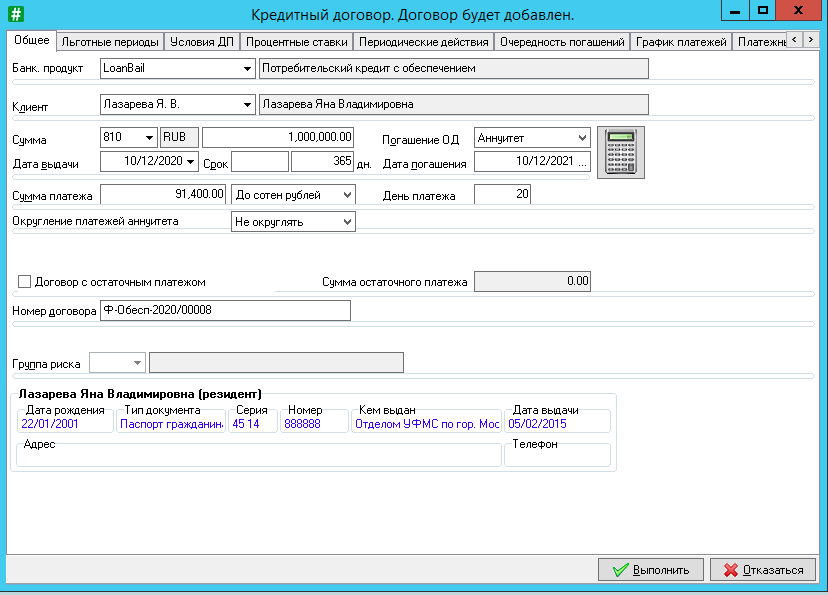 Кредитный договор. Договор будет добавлен.
Общее Льготные периоды Условия ДП Процентные ставки Периодические действия Очередность погашений График платежей Платежны
Банк. продукт LoanBail Потребительский кредит с обеспечением
Клиент Лазарева Я. В. Лазарева Яна Владимировна
Сумма 810 RUB 1,000,000.00 Погашение ОД Аннуитет
Дата выдачи 10/12/2020 Срок 365 дн. Дата погашения 10/12/2021 ...
Сумма платежа 91,400.00 До сотен рублей День платежа 20
Округление платежей аннуитета Не округлять
Договор с остаточным платежом Сумма остаточного платежа 0.00
Номер договора Ф-Обесп-2020/00008
Группа риска
Лазарева Яна Владимировна (резидент)
Дата рождения Тип документа Серия Номер Кем выдан Дата выдачи
22/01/2001 Паспорт гражданин 45 14 888888 Отделом УФМС по гор. Мос 05/02/2015
Адрес Телефон
Выполнить Отказаться